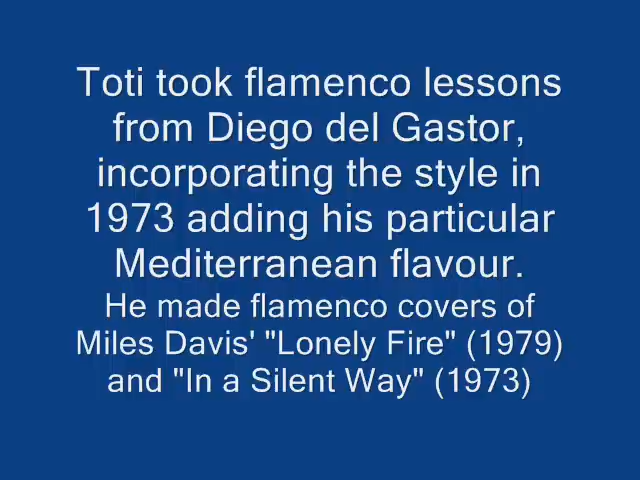 Toti took flamenco lessons
from Diego del Gastor,
incorporating the style in
1973 adding his particular
Mediterranean flavour.
He made flamenco covers of
Miles Davis' "Lonely Fire" (1979)
and "In a Silent Way" (1973)